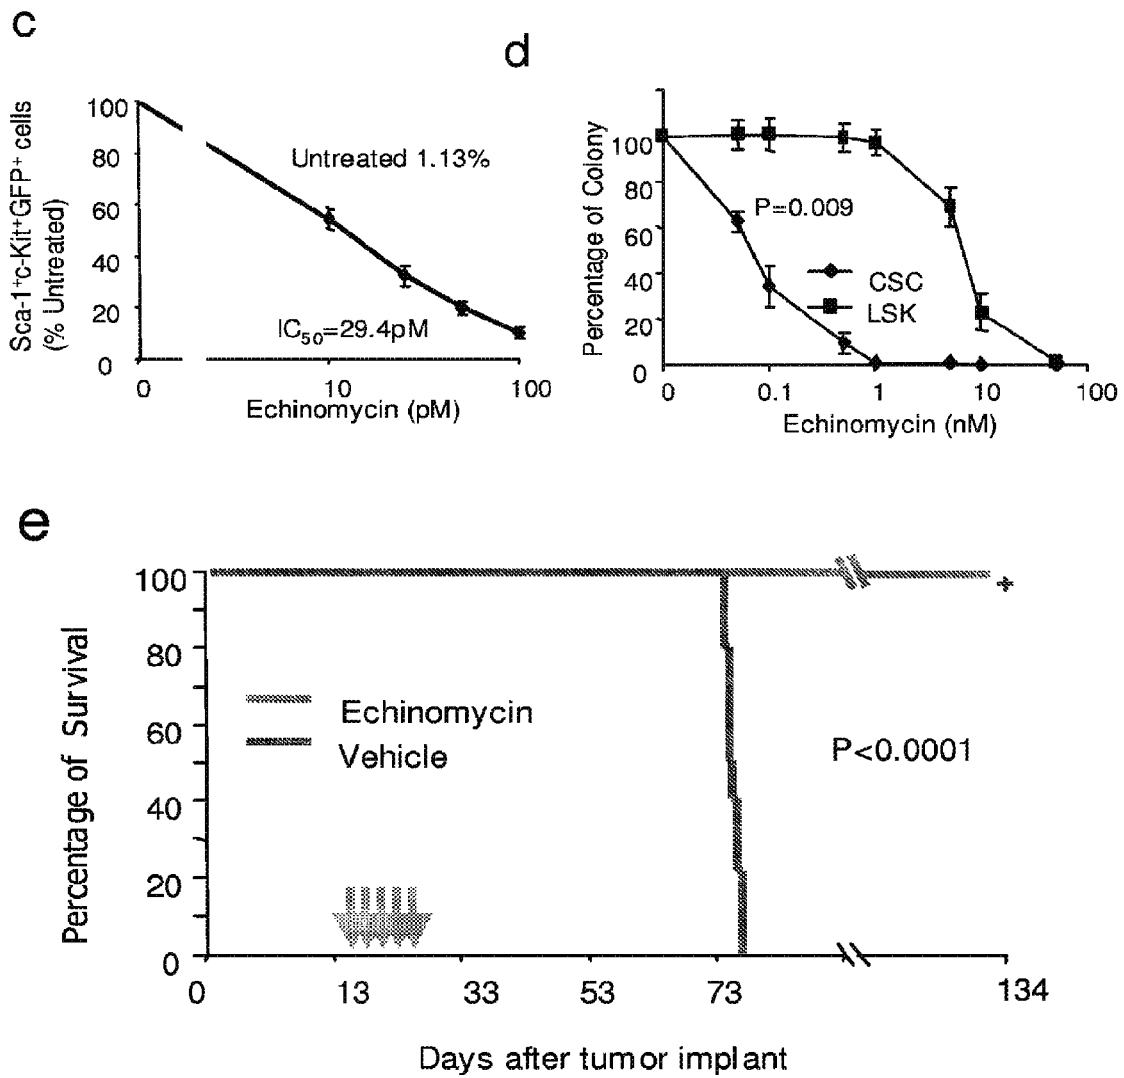 c
Sca-1⁺c-Kit⁺GFP⁺ cells
(% Untreated)
100
80
60
40
20
0
Untreated 1.13%
IC₅₀=29.4pM
0 10 100
Echinomycin (pM)
d
Percentage of Colony
100
80
60
40
20
0
P=0.009
CSC
LSK
0 0.1 1 10 100
Echinomycin (nM)
e
Percentage of Survival
100
80
60
40
20
0
Echinomycin
Vehicle
P<0.0001
0 13 33 53 73 134
Days after tumor implant